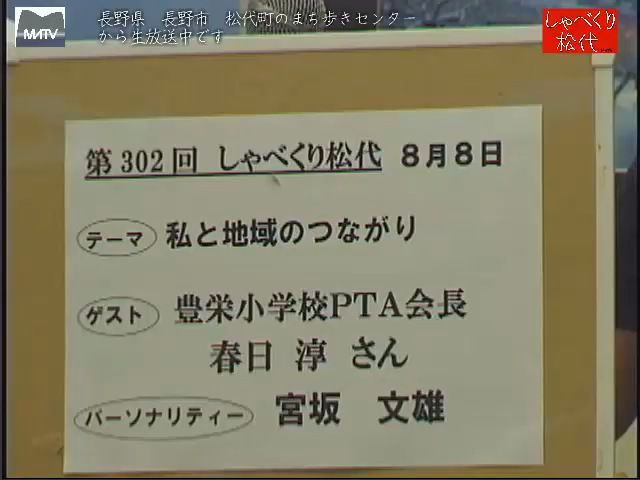 MATV
長野県 長野市 松代町のまち歩きセンター
から生放送中です
しゃべくり
松代
第302回 しゃべくり松代 8月8日
テーマ 私と地域のつながり
ゲスト 豊栄小学校PTA会長
春日 淳 さん
パーソナリティー 宮坂 文雄